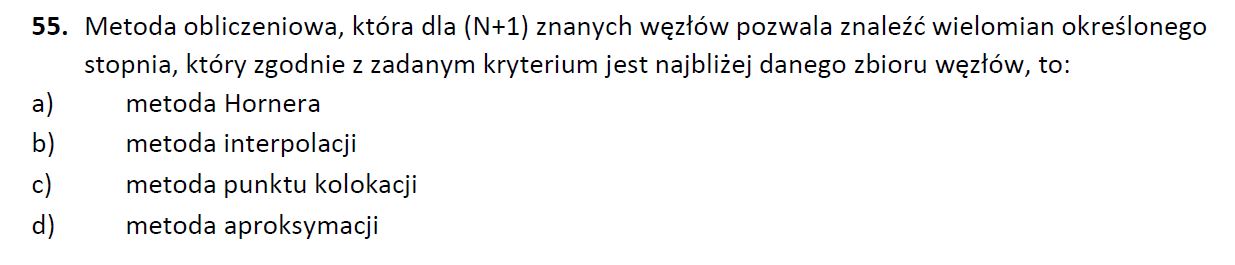 55. Metoda obliczeniowa, która dla (N+1) znanych węzłów pozwala znaleźć wielomian określonego
stopnia, który zgodnie z zadanym kryterium jest najbliżej danego zbioru węzłów, to:
a) metoda Hornera
b) metoda interpolacji
c) metoda punktu kolokacji
d) metoda aproksymacji